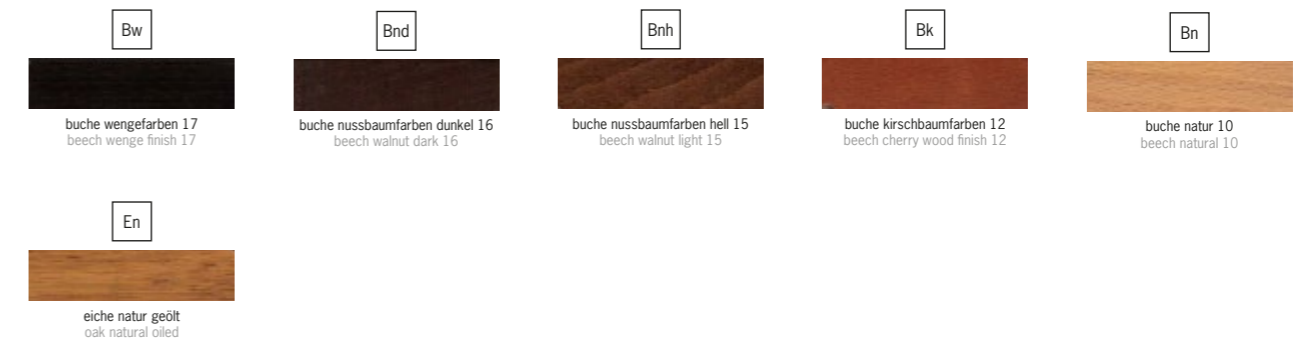 Bw
buche wengefarben 17
beech wenge finish 17
Bnd
buche nussbaumfarben dunkel 16
beech walnut dark 16
Bnh
buche nussbaumfarben hell 15
beech walnut light 15
Bk
buche kirschbaumfarben 12
beech cherry wood finish 12
Bn
buche natur 10
beech natural 10
En
eiche natur geölt
oak natural oiled